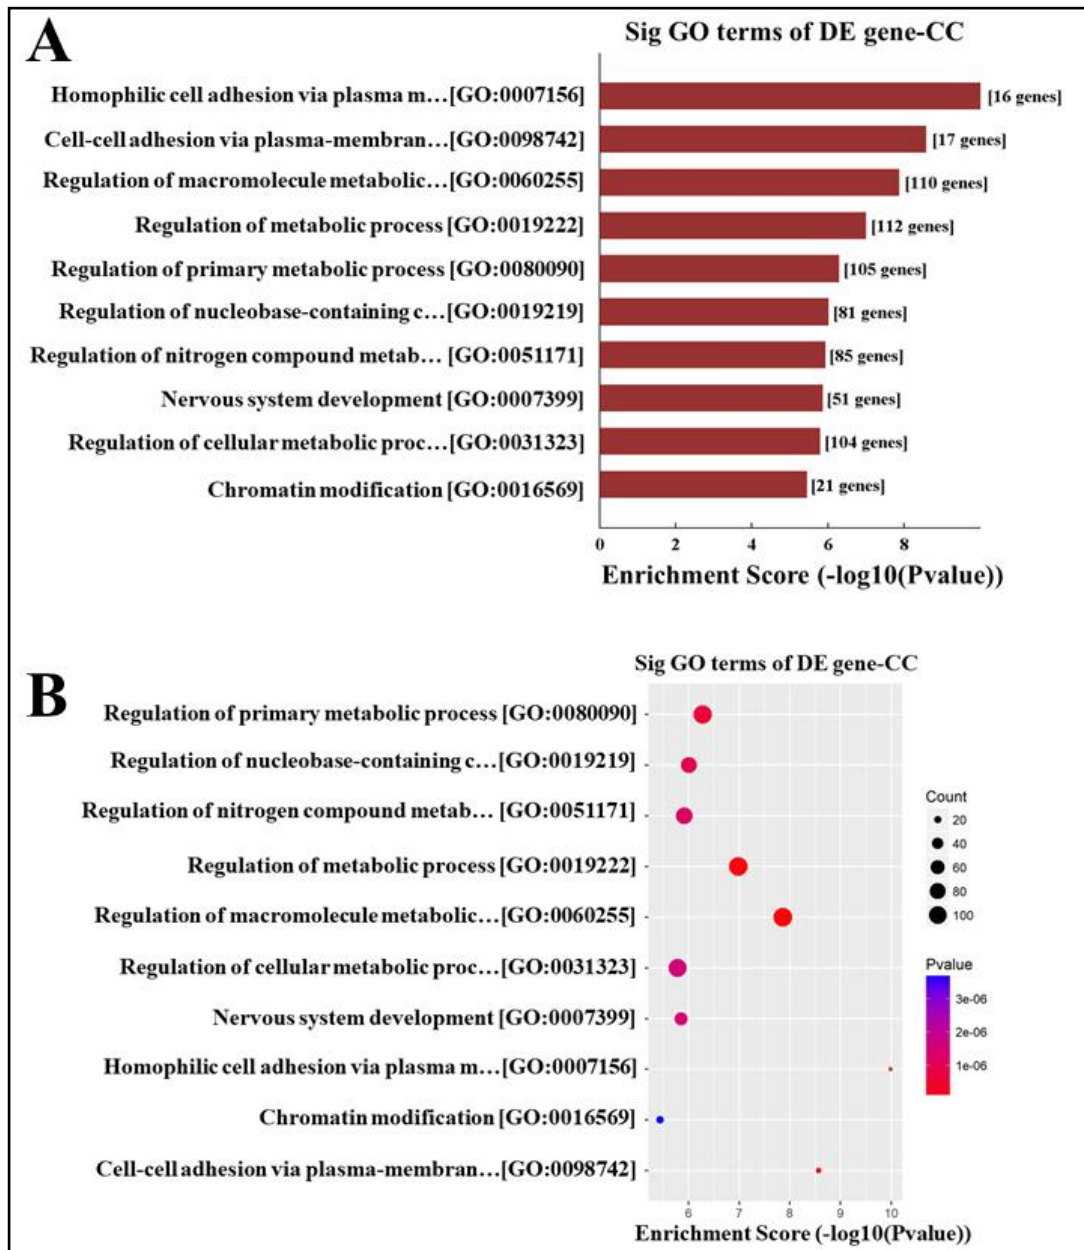 A
Sig GO terms of DE gene-CC
Homophilic cell adhesion via plasma m...[GO:0007156] [16 genes]
Cell-cell adhesion via plasma-membran...[GO:0098742] [17 genes]
Regulation of macromolecule metabolic...[GO:0060255] [110 genes]
Regulation of metabolic process [GO:0019222] [112 genes]
Regulation of primary metabolic process [GO:0080090] [105 genes]
Regulation of nucleobase-containing c...[GO:0019219] [81 genes]
Regulation of nitrogen compound metab... [GO:0051171] [85 genes]
Nervous system development [GO:0007399] [51 genes]
Regulation of cellular metabolic proc...[GO:0031323] [104 genes]
Chromatin modification [GO:0016569] [21 genes]
0 2 4 6 8
Enrichment Score (-log10(Pvalue))
B
Sig GO terms of DE gene-CC
Regulation of primary metabolic process [GO:0080090]
Regulation of nucleobase-containing c...[GO:0019219]
Regulation of nitrogen compound metab... [GO:0051171]
Regulation of metabolic process [GO:0019222]
Regulation of macromolecule metabolic...[GO:0060255]
Regulation of cellular metabolic proc...[GO:0031323]
Nervous system development [GO:0007399]
Homophilic cell adhesion via plasma m...[GO:0007156]
Chromatin modification [GO:0016569]
Cell-cell adhesion via plasma-membran...[GO:0098742]
6 7 8 9 10
Enrichment Score (-log10(Pvalue))
Count
20
40
60
80
100
Pvalue
3e-06
2e-06
1e-06